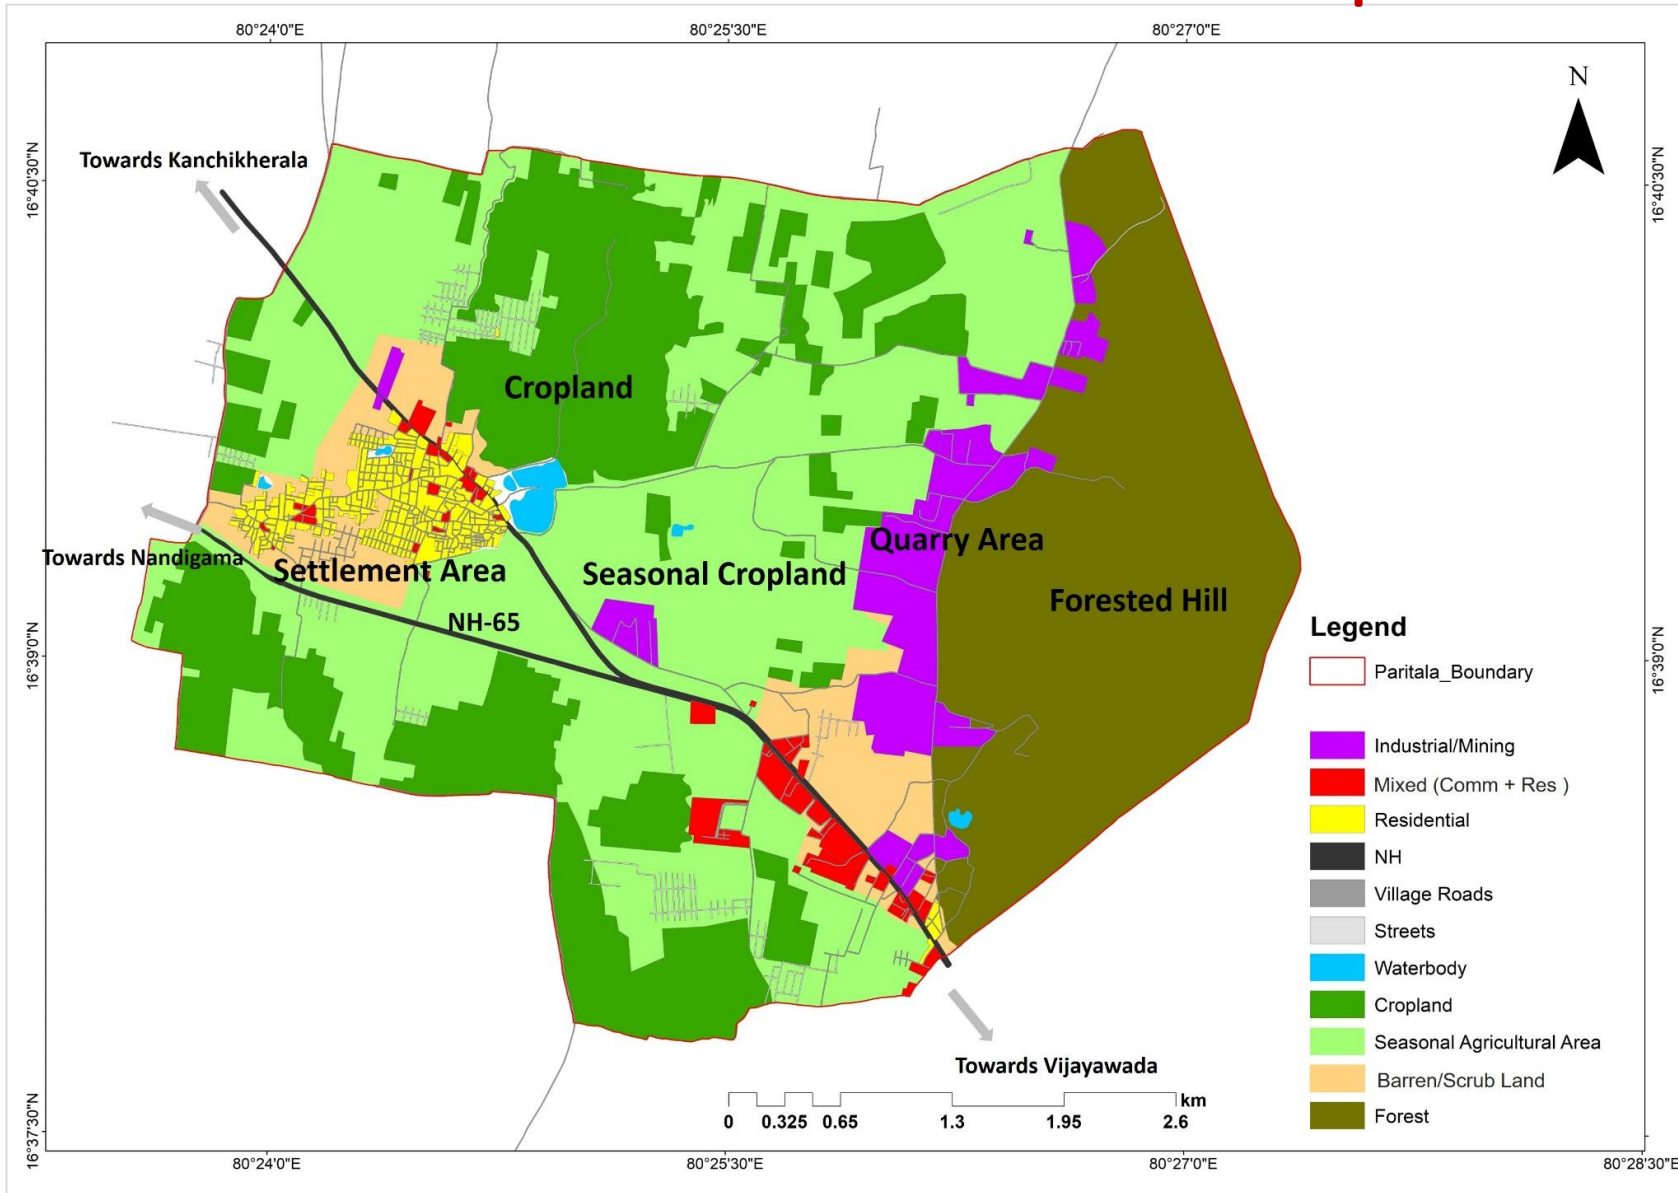 80°24'0"E
80°25'30"E
80°27'0"E
N
16°40'30"N
16°40'30"N
Towards Kanchikherala
Cropland
Quarry Area
Towards Nandigama
Settlement Area
Seasonal Cropland
Forested Hill
NH-65
16°39'0"N
16°39'0"N
Legend
Paritala_Boundary
Industrial/Mining
Mixed (Comm + Res )
Residential
NH
Village Roads
Streets
Waterbody
Cropland
Seasonal Agricultural Area
Barren/Scrub Land
Forest
Towards Vijayawada
km
0 0.325 0.65 1.3 1.95 2.6
16°37'30"N
80°24'0"E
80°25'30"E
80°27'0"E
80°28'30"E